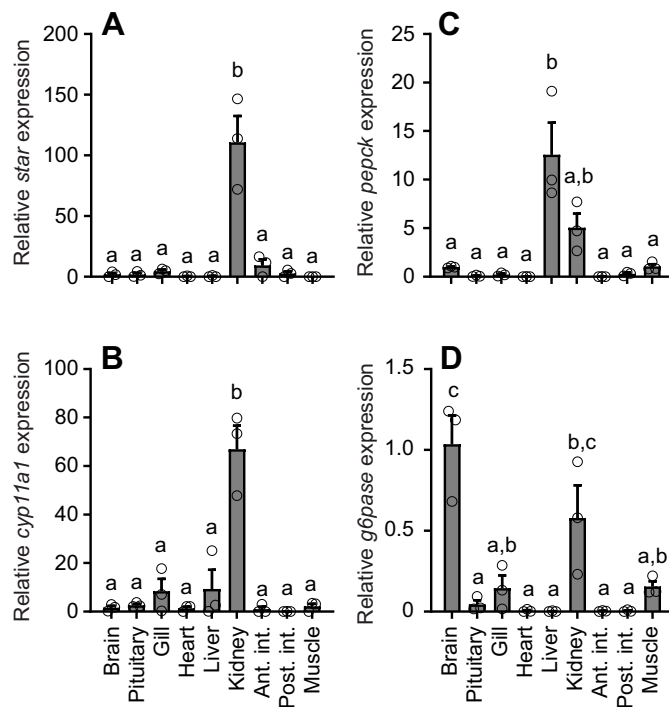 A
Relative star expression
200
150
100
50
0
a
a
a
a
a
b
a
a
a
C
Relative pepck expression
25
20
15
10
5
0
a
a
a
a
b
a,b
a
a
a
B
Relative cyp11a1 expression
100
80
60
40
20
0
a
a
a
a
a
b
a
a
a
Brain
Pituitary
Gill
Heart
Liver
Kidney
Ant. int.
Post. int.
Muscle
D
Relative g6pase expression
1.5
1.0
0.5
0
c
a
a,b
a
a
b,c
a
a
a,b
Brain
Pituitary
Gill
Heart
Liver
Kidney
Ant. int.
Post. int.
Muscle